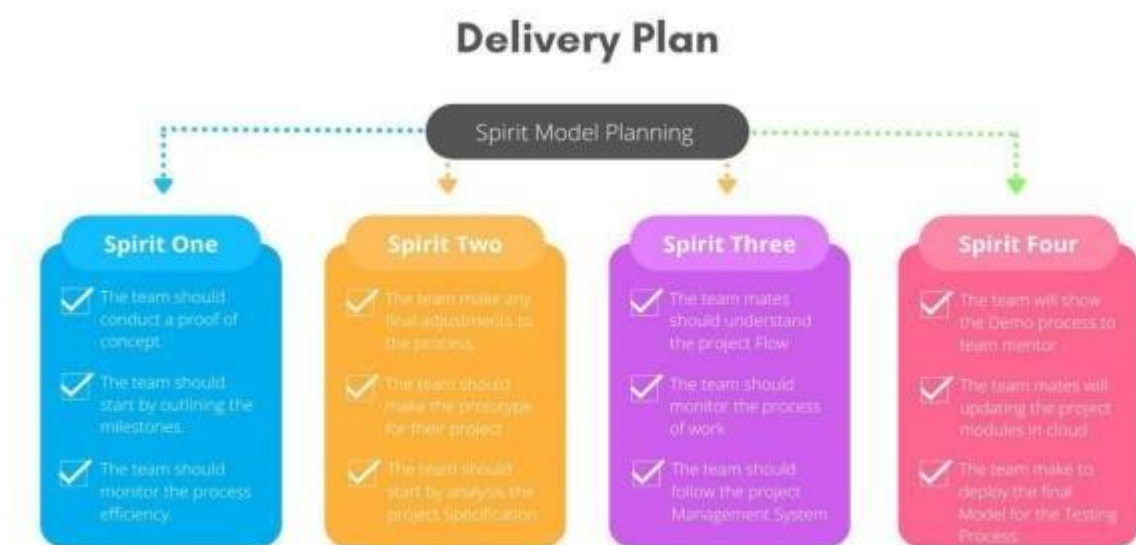 Delivery Plan
Spirit Model Planning
Spirit One
The team should
conduct a proof of
concept.
The team should
start by outlining the
milestones.
The team should
monitor the process
efficiency.
Spirit Two
The team make any
final adjustments to
the process.
The team should
make the prototype
for their project
The team should
start by analysis the
project Specification
Spirit Three
The team mates
should understand
the project Flow
The team should
monitor the process
of work
The team should
follow the project
Management System
Spirit Four
The team will show
the Demo process to
team mentor
The team mates will
updating the project
modules in cloud
The team make to
deploy the final
Model for the Testing
Process